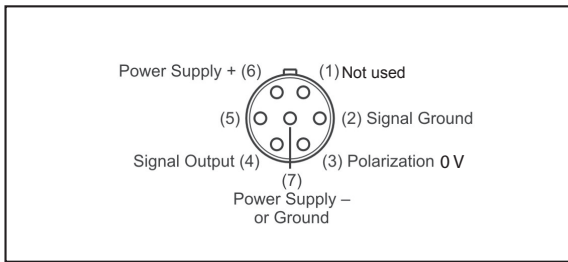 Power Supply + (6) (1) Not used
(5) (2) Signal Ground
Signal Output (4) (3) Polarization 0 V
(7)
Power Supply –
or Ground